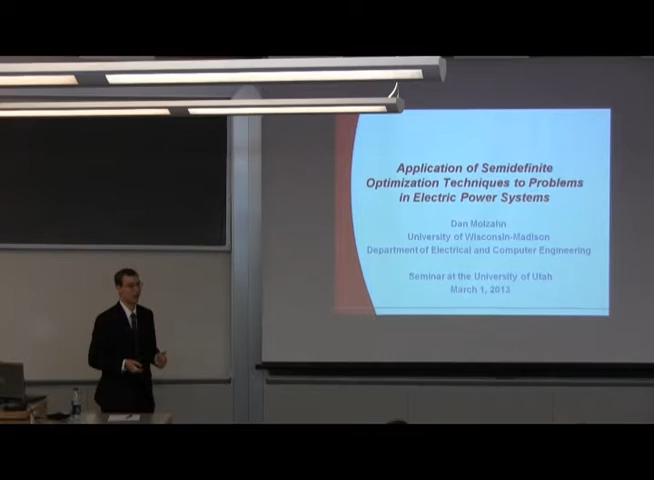 Application of Semidefinite
Optimization Techniques to Problems
in Electric Power Systems
Dan Molzahn
University of Wisconsin-Madison
Department of Electrical and Computer Engineering
Seminar at the University of Utah
March 1, 2013